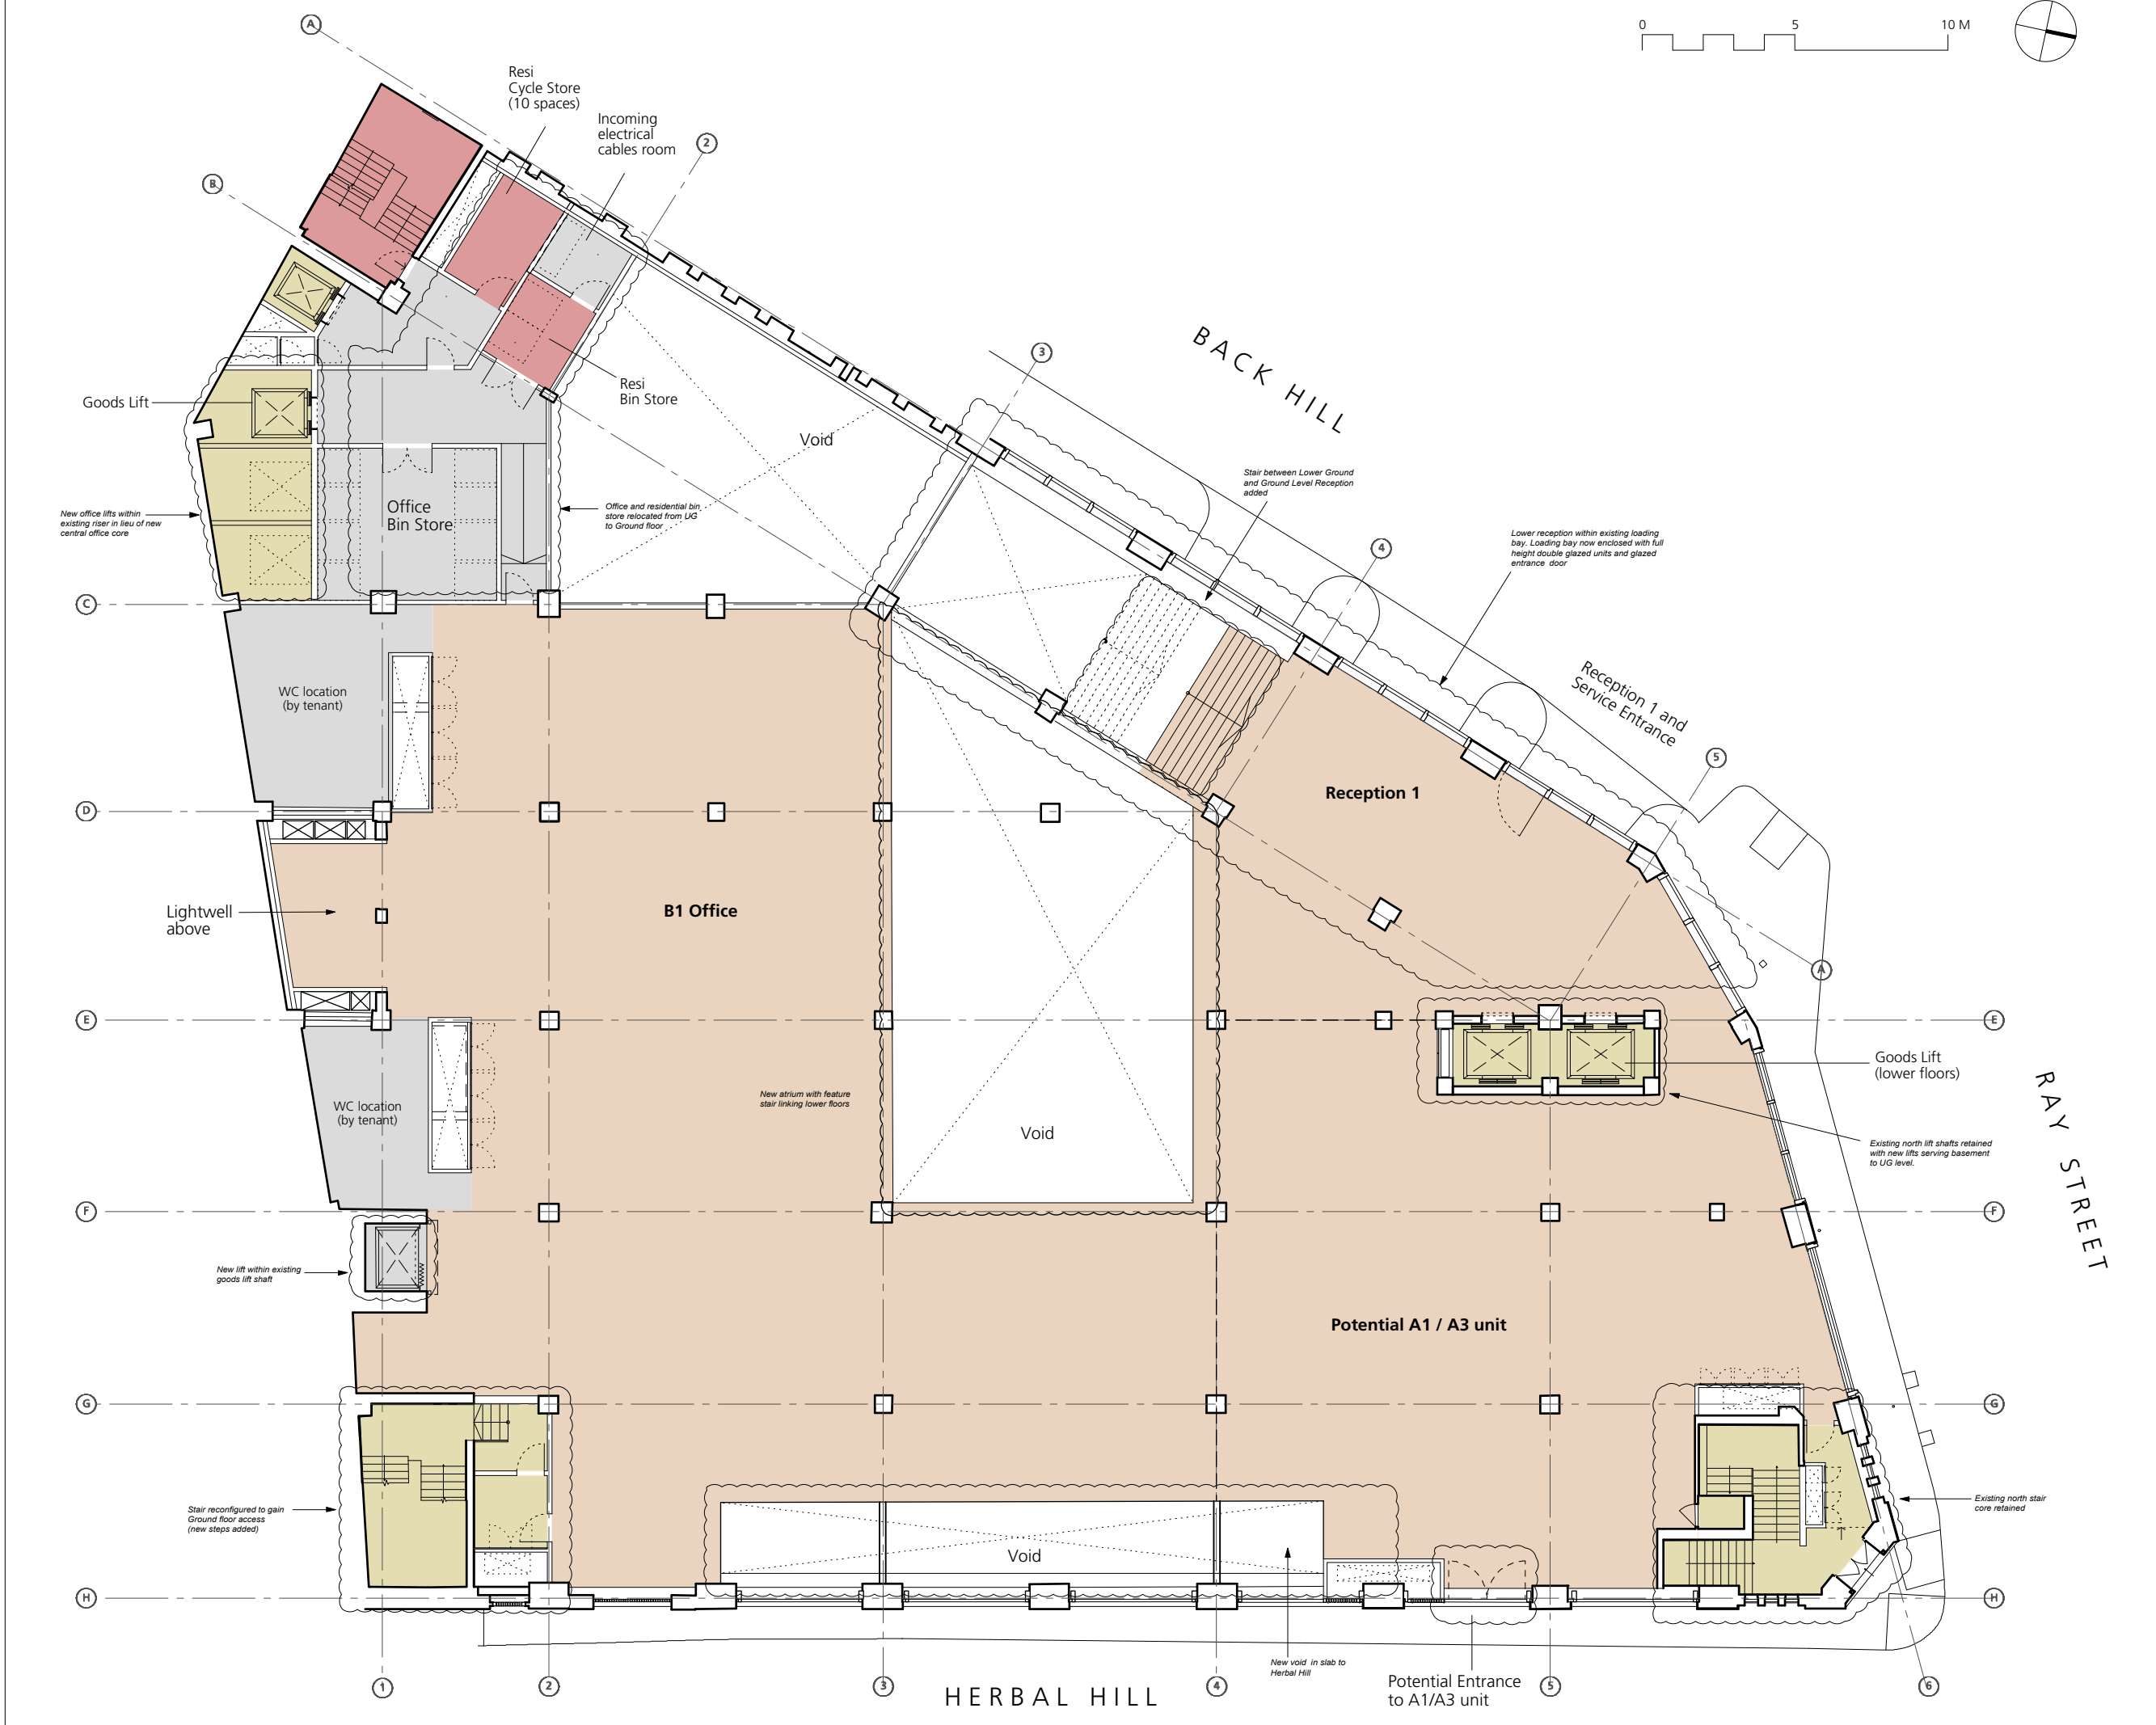 0 5 10 M
A
Resi
Cycle Store
(10 spaces)
Incoming
electrical
cables room
2
B
3
BACK HILL
Goods Lift
Resi
Bin Store
Void
Stair between Lower Ground
and Ground Level Reception
added
Office
Bin Store
New office lifts within
existing riser in lieu of new
central office core
Office and residential bin
store relocated from UG
to Ground floor
Lower reception within existing loading
bay. Loading bay now enclosed with full
height double glazed units and glazed
entrance door
4
C
WC location
(by tenant)
Reception 1 and
Service Entrance
5
Reception 1
D
Lightwell
above
B1 Office
A
E
E
Goods Lift
(lower floors)
WC location
(by tenant)
New atrium with feature
stair linking lower floors
Void
RAY STREET
Existing north lift shafts retained
with new lifts serving basement
to UG level.
F
F
New lift within existing
goods lift shaft
Potential A1 / A3 unit
G
G
Stair reconfigured to gain
Ground floor access
(new steps added)
Existing north stair
core retained
Void
H
H
New void in slab to
Herbal Hill
Potential Entrance
to A1/A3 unit
1
2
3
4
5
6
HERBAL HILL